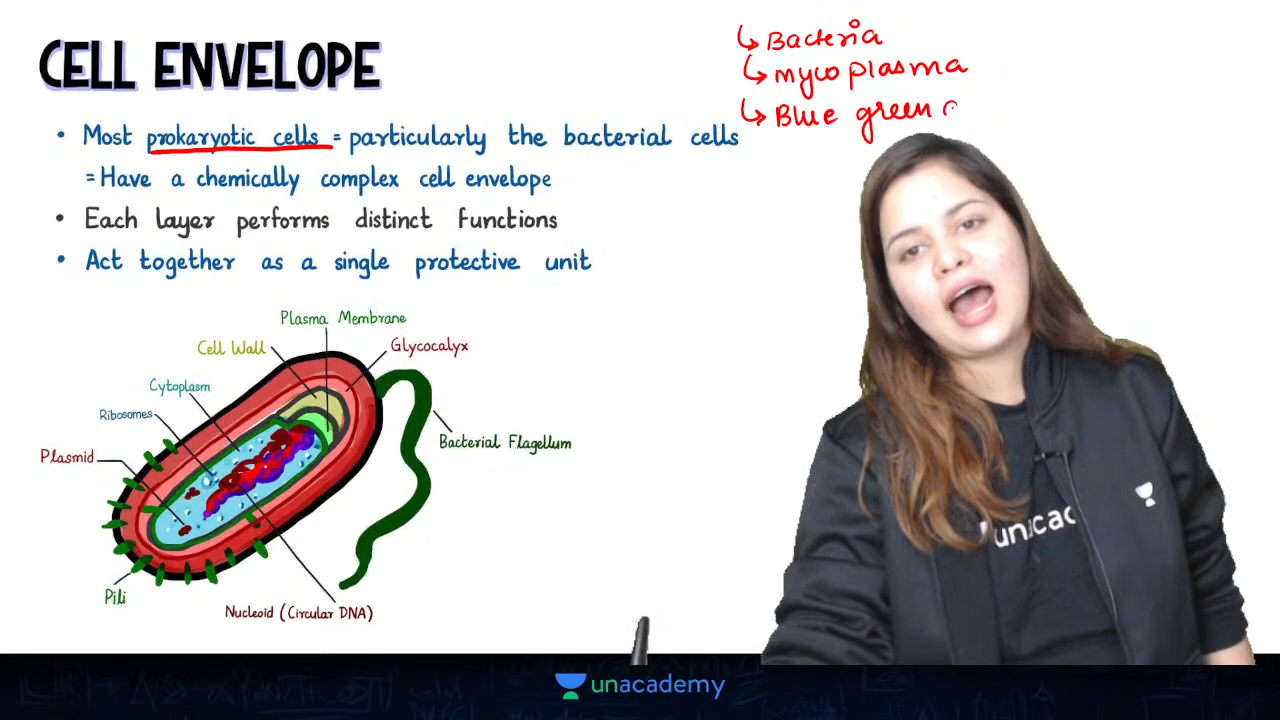 CELL ENVELOPE
↳ Bacteria
↳ mycoplasma
↳ Blue green
• Most prokaryotic cells = particularly the bacterial cells
= Have a chemically complex cell envelope
• Each layer performs distinct functions
• Act together as a single protective unit
Plasma Membrane
Cell Wall
Glycocalyx
Cytoplasm
Ribosomes
Bacterial Flagellum
Plasmid
Pili
Nucleoid (Circular DNA)
unacademy